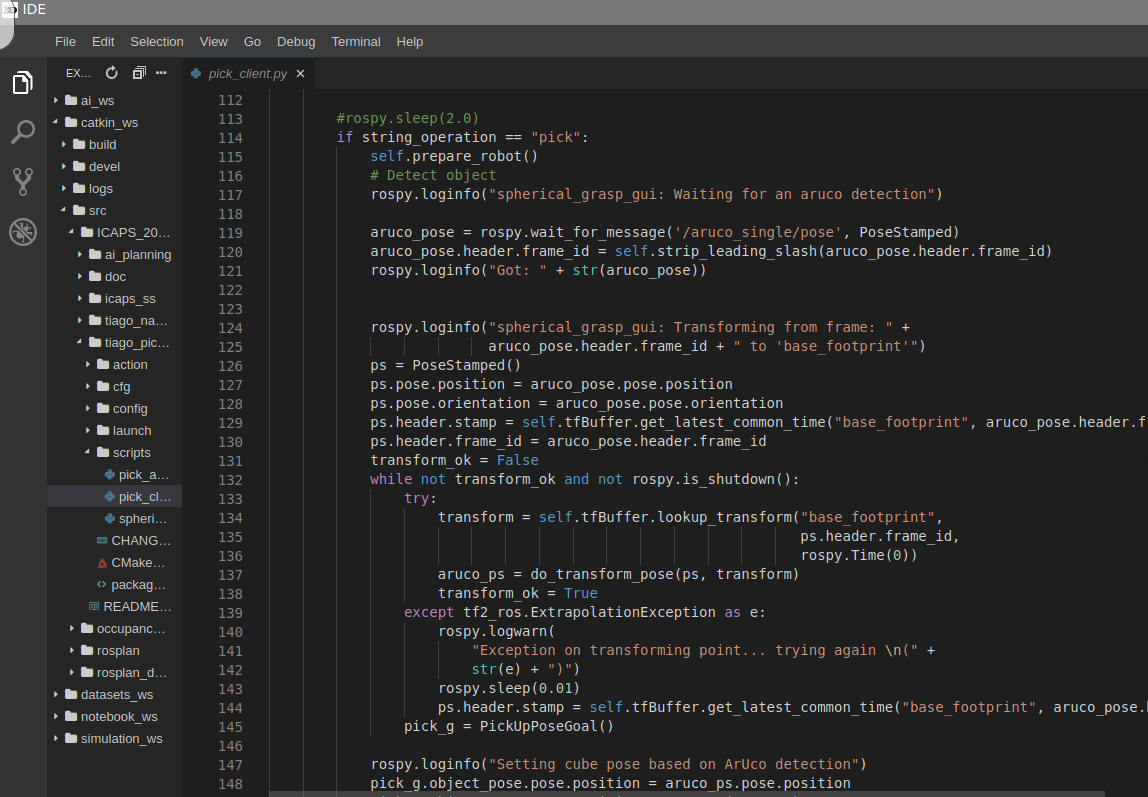 IDE
File Edit Selection View Go Debug Terminal Help
EX...
pick_client.py ×
ai_ws
catkin_ws
build
devel
logs
src
ICAPS_20...
ai_planning
doc
icaps_ss
tiago_na...
tiago_pic...
action
cfg
config
launch
scripts
pick_a...
pick_cl...
spheri...
CHANG...
CMake...
packag...
README...
occupanc...
rosplan
rosplan_d...
datasets_ws
notebook_ws
simulation_ws
112
113 #rospy.sleep(2.0)
114 if string_operation == "pick":
115 self.prepare_robot()
116 # Detect object
117 rospy.loginfo("spherical_grasp_gui: Waiting for an aruco detection")
118
119 aruco_pose = rospy.wait_for_message('/aruco_single/pose', PoseStamped)
120 aruco_pose.header.frame_id = self.strip_leading_slash(aruco_pose.header.frame_id)
121 rospy.loginfo("Got: " + str(aruco_pose))
122
123
124 rospy.loginfo("spherical_grasp_gui: Transforming from frame: " +
125 aruco_pose.header.frame_id + " to 'base_footprint'")
126 ps = PoseStamped()
127 ps.pose.position = aruco_pose.pose.position
128 ps.pose.orientation = aruco_pose.pose.orientation
129 ps.header.stamp = self.tfBuffer.get_latest_common_time("base_footprint", aruco_pose.header.f
130 ps.header.frame_id = aruco_pose.header.frame_id
131 transform_ok = False
132 while not transform_ok and not rospy.is_shutdown():
133 try:
134 transform = self.tfBuffer.lookup_transform("base_footprint",
135 ps.header.frame_id,
136 rospy.Time(0))
137 aruco_ps = do_transform_pose(ps, transform)
138 transform_ok = True
139 except tf2_ros.ExtrapolationException as e:
140 rospy.logwarn(
141 "Exception on transforming point... trying again \n(" +
142 str(e) + ")")
143 rospy.sleep(0.01)
144 ps.header.stamp = self.tfBuffer.get_latest_common_time("base_footprint", aruco_pose.
145 pick_g = PickUpPoseGoal()
146
147 rospy.loginfo("Setting cube pose based on ArUco detection")
148 pick_g.object_pose.pose.position = aruco_ps.pose.position